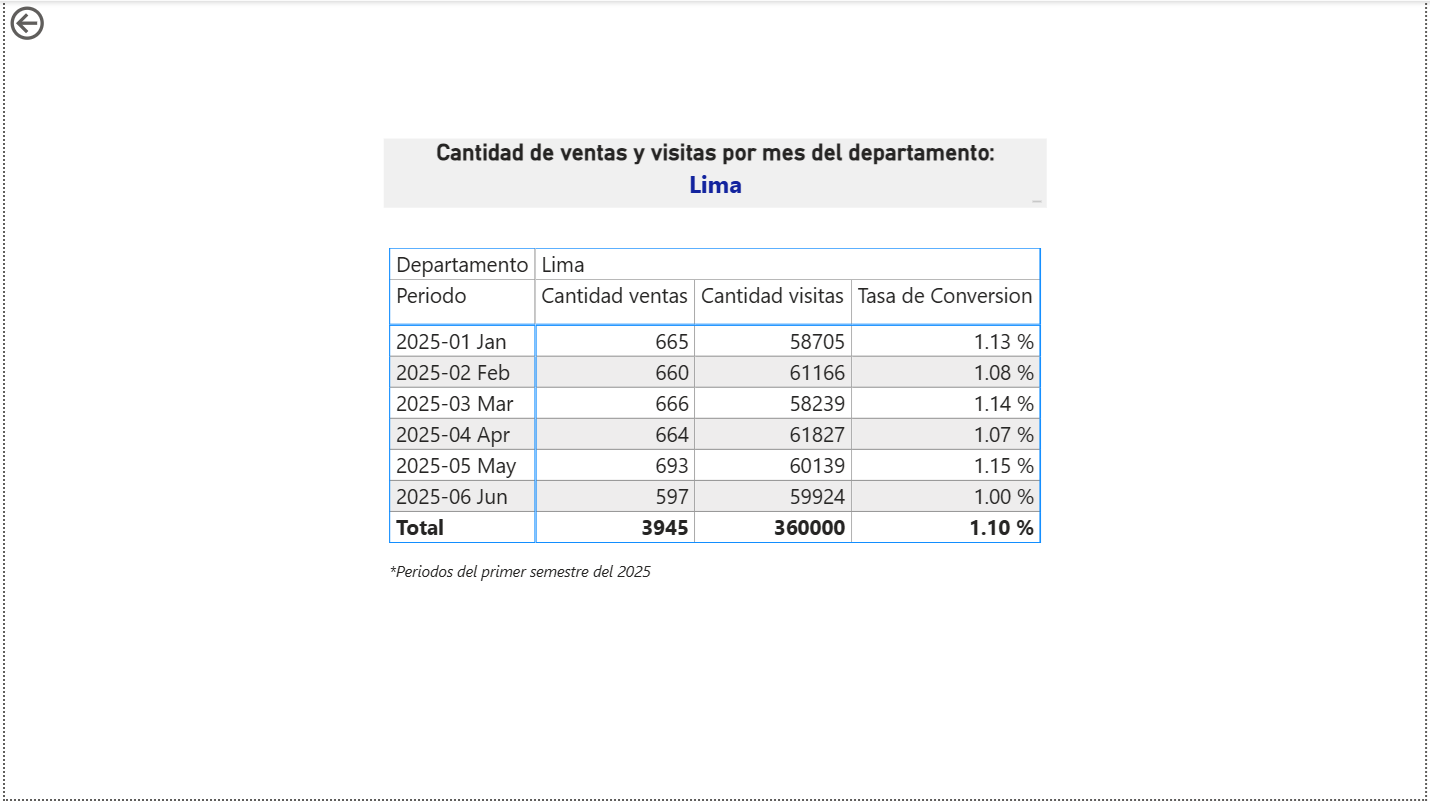 Cantidad de ventas y visitas por mes del departamento:
Lima
Departamento Lima
Periodo Cantidad ventas Cantidad visitas Tasa de Conversion
2025-01 Jan 665 58705 1.13 %
2025-02 Feb 660 61166 1.08 %
2025-03 Mar 666 58239 1.14 %
2025-04 Apr 664 61827 1.07 %
2025-05 May 693 60139 1.15 %
2025-06 Jun 597 59924 1.00 %
Total 3945 360000 1.10 %
*Periodos del primer semestre del 2025